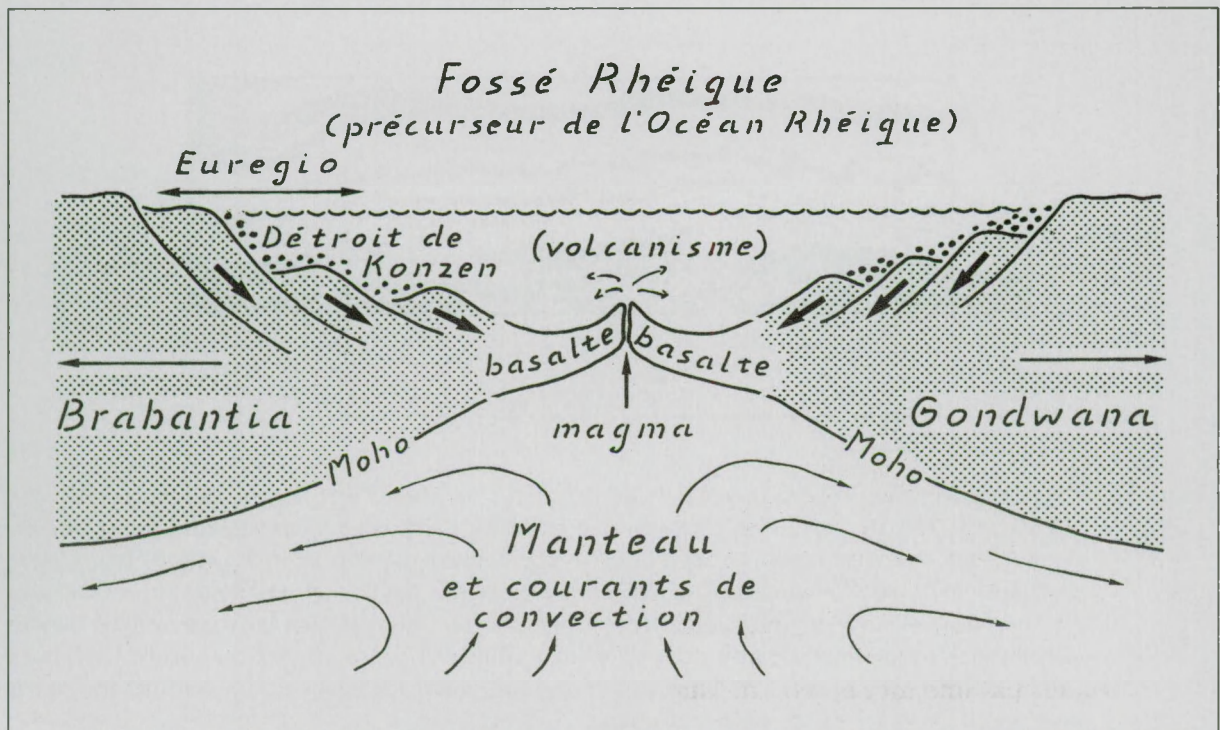 Fossé Rhéique
(précurseur de l'Océan Rhéique)
Euregio
Détroit de
Konzen
(volcanisme)
basalte
basalte
Brabantia
Gondwana
magma
Moho
Moho
Manteau
et courants de
convection